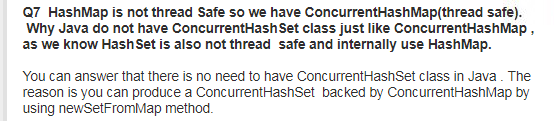 Q7  HashMap is not thread Safe so we have ConcurrentHashMap(thread safe).
Why Java do not have ConcurrentHashSet class just like ConcurrentHashMap ,
as we know HashSet is also not thread  safe and internally use HashMap.
You can answer that there is no need to have ConcurrentHashSet class in Java . The
reason is you can produce a ConcurrentHashSet  backed by ConcurrentHashMap by
using newSetFromMap method.